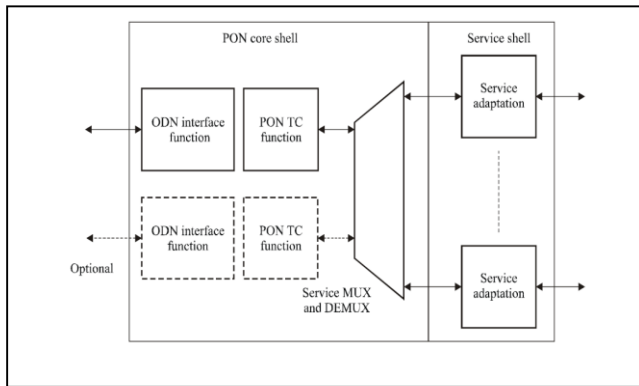 PON core shell
Service shell
ODN interface
function
PON TC
function
Service
adaptation
ODN interface
function
PON TC
function
Optional
Service MUX
and DEMUX
Service
adaptation